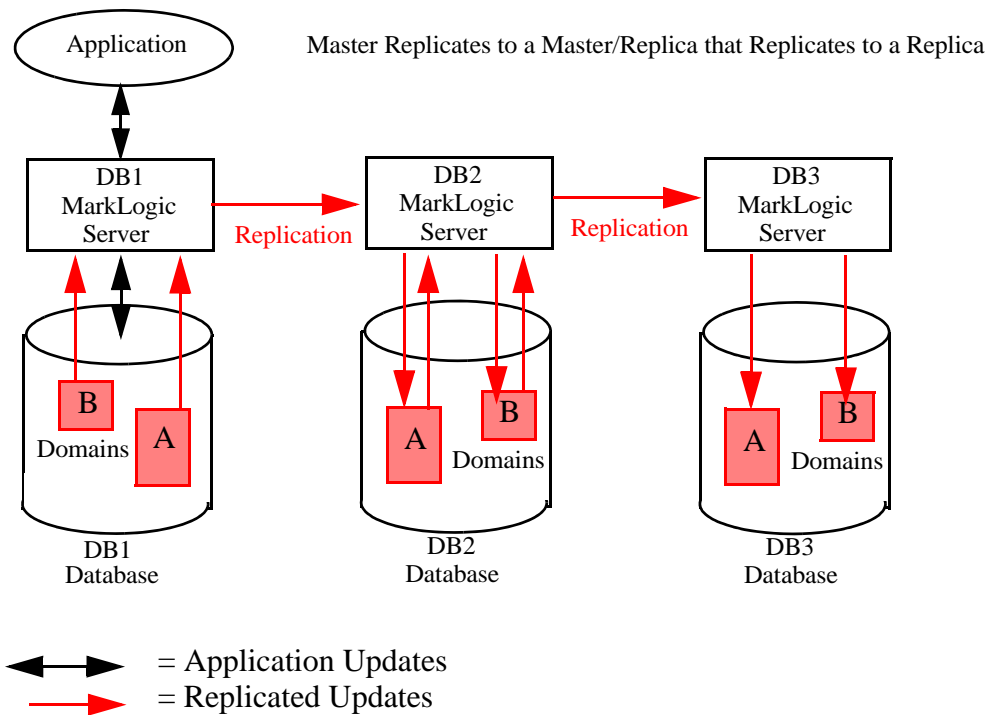 Application
Master Replicates to a Master/Replica that Replicates to a Replica
DB1
MarkLogic
Server
Replication
DB2
MarkLogic
Server
Replication
DB3
MarkLogic
Server
B
A
Domains
A
B
Domains
A
B
Domains
DB1
Database
DB2
Database
DB3
Database
= Application Updates
= Replicated Updates